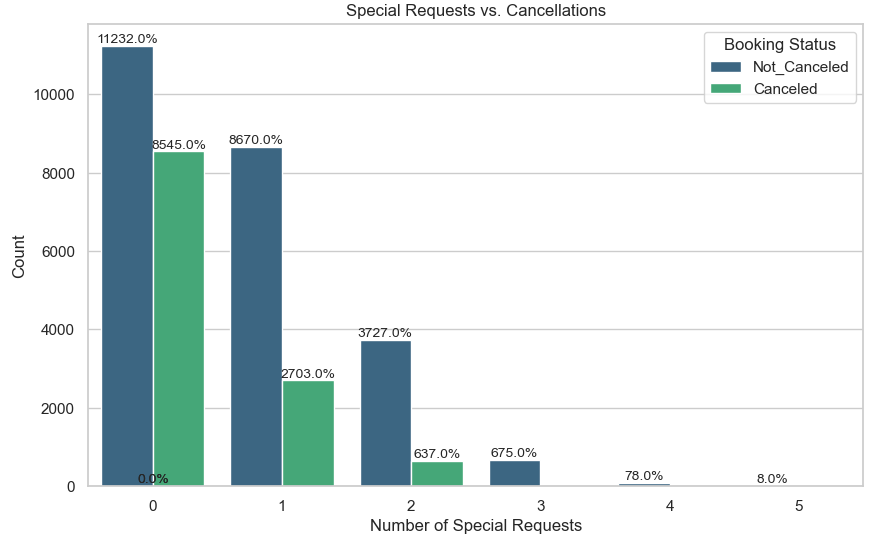 Special Requests vs. Cancellations
Booking Status
Not_Canceled
Canceled
11232.0%
8545.0%
8670.0%
2703.0%
3727.0%
637.0%
675.0%
78.0%
8.0%
0.0%
10000
8000
6000
4000
2000
0
Count
0 1 2 3 4 5
Number of Special Requests